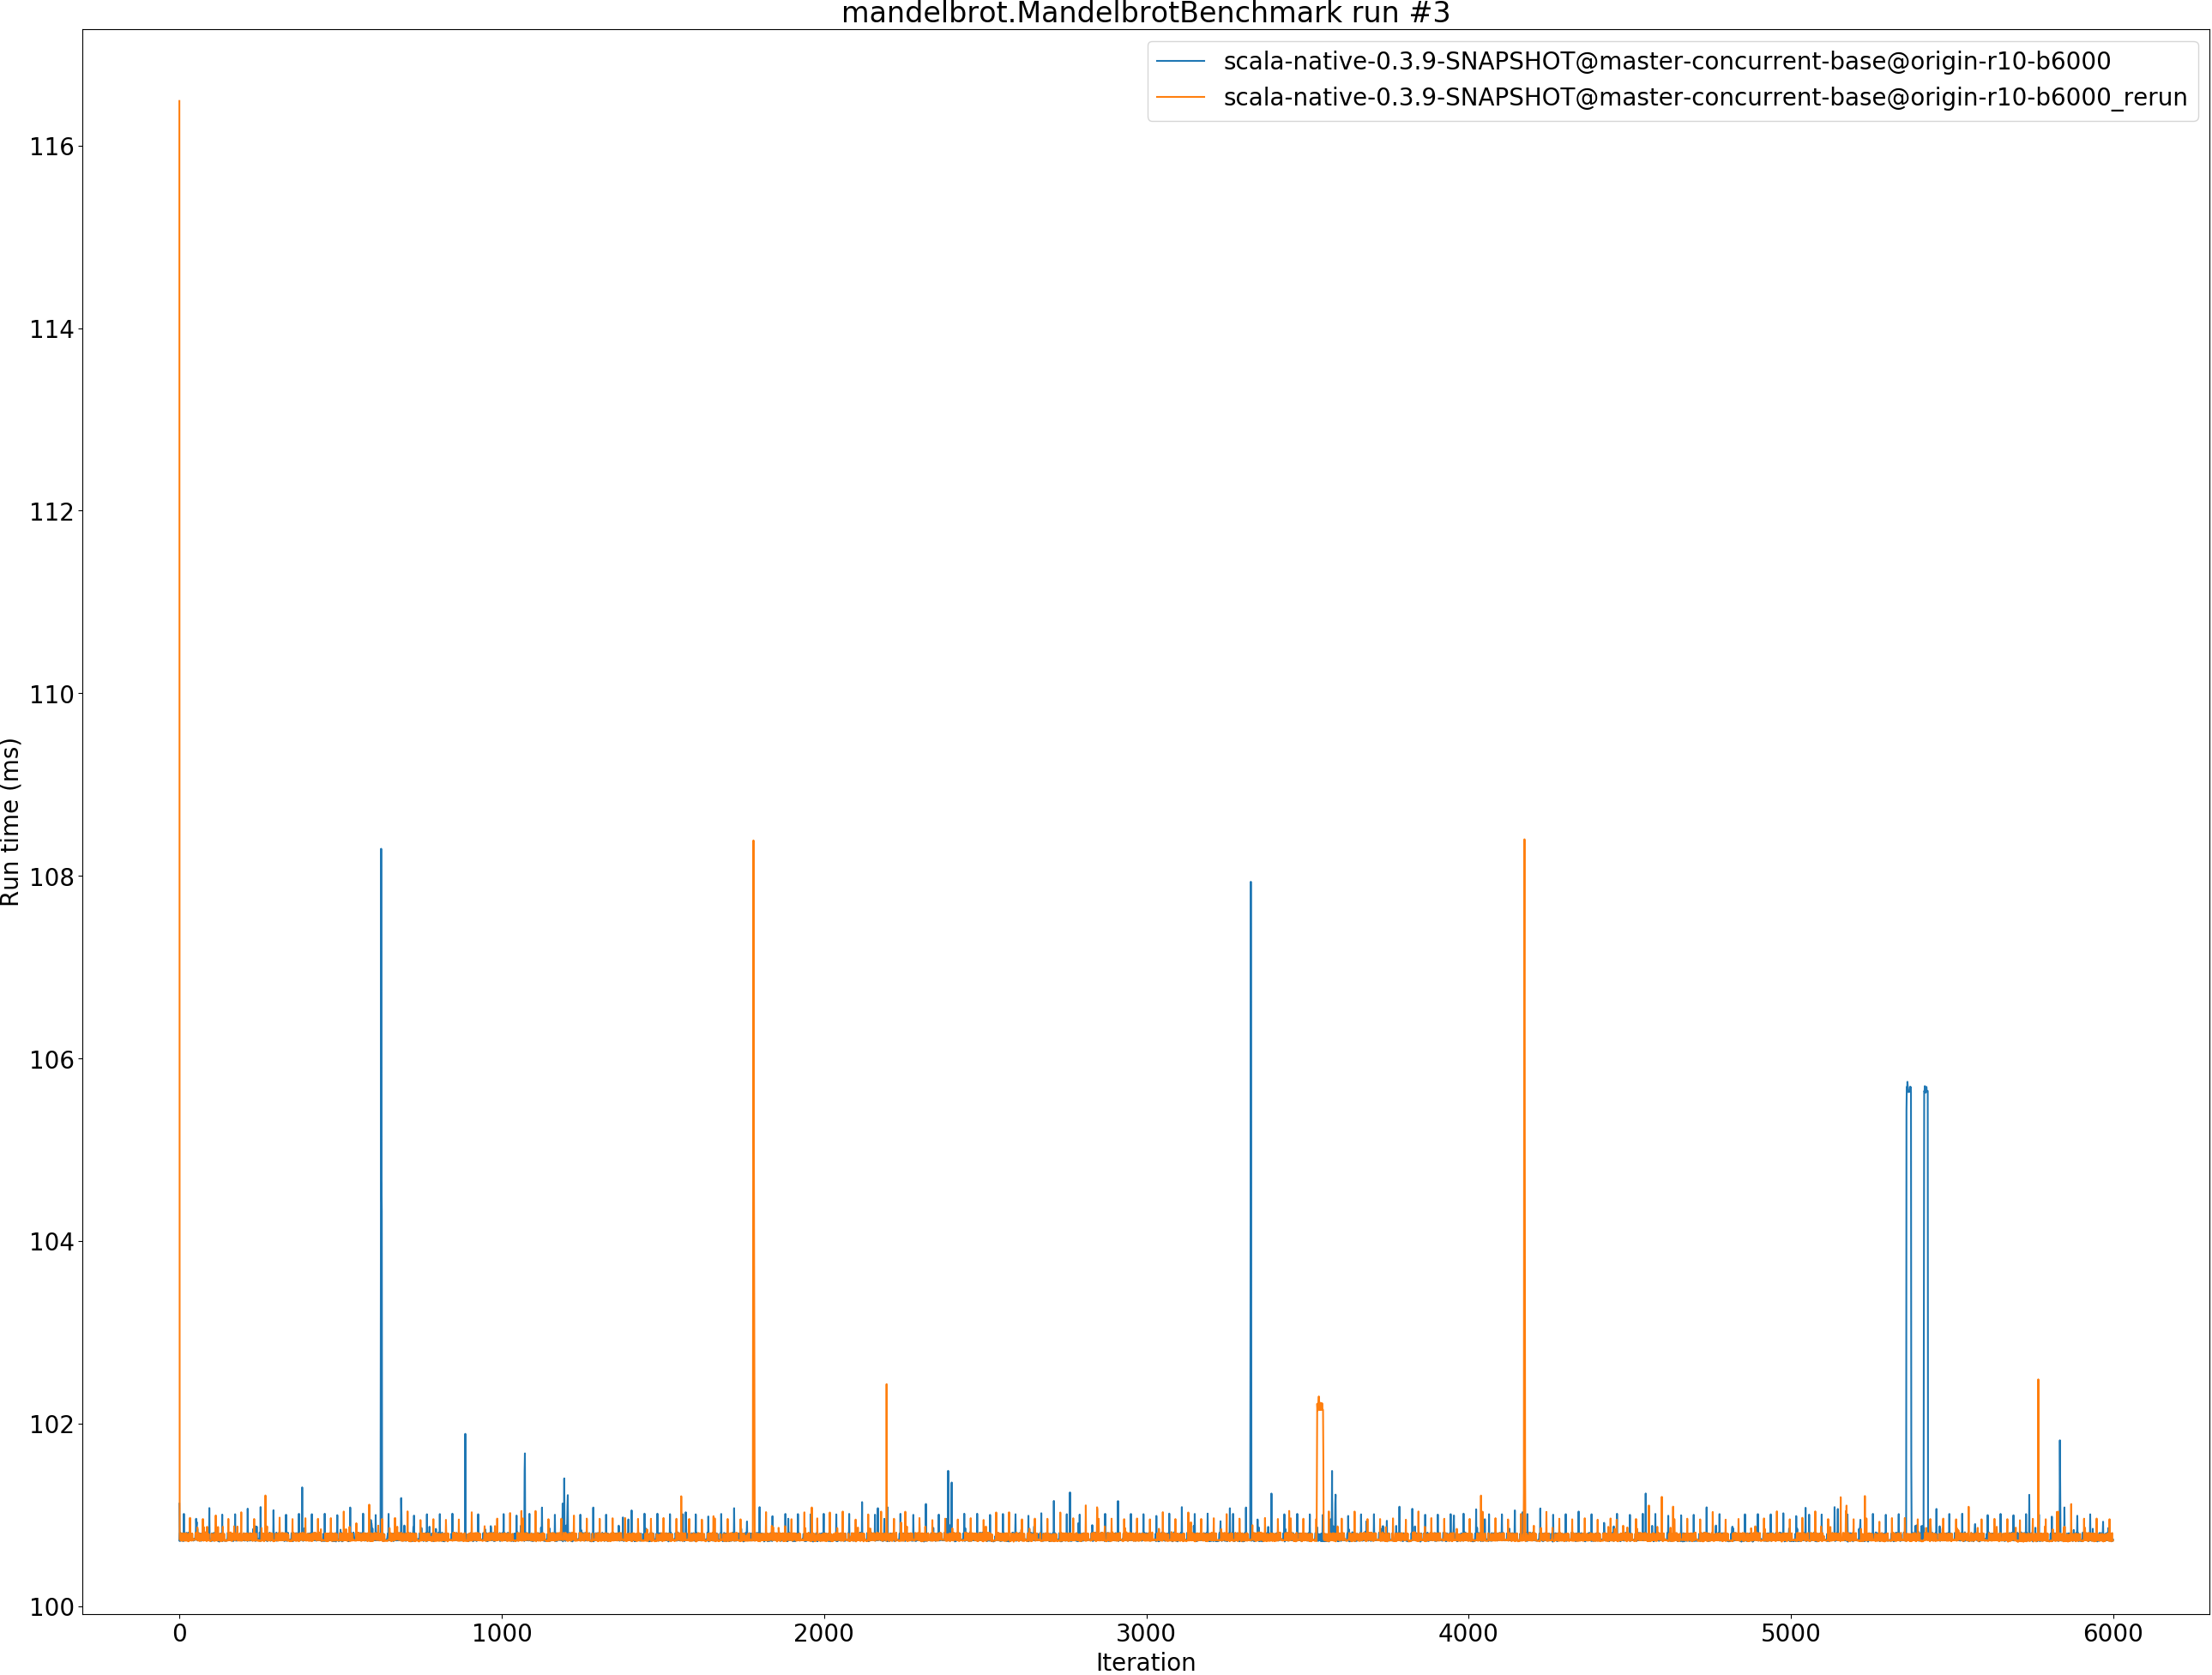 mandelbrot.MandelbrotBenchmark run #3
scala-native-0.3.9-SNAPSHOT@master-concurrent-base@origin-r10-b6000
scala-native-0.3.9-SNAPSHOT@master-concurrent-base@origin-r10-b6000_rerun
116
114
112
110
108
106
104
102
100
Run time (ms)
0 1000 2000 3000 4000 5000 6000
Iteration